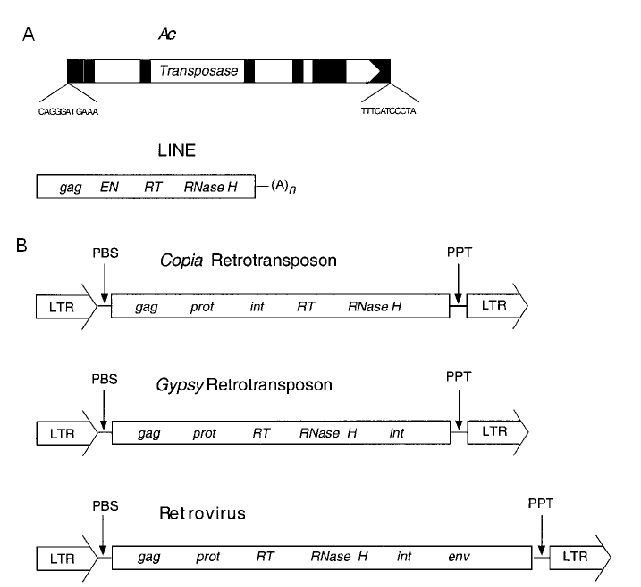 A
Ac
Transposase
CAGGGATGAAA TTTCATCCCTA
LINE
gag EN RT RNase H (A)n
B
PBS Copia Retrotransposon PPT
LTR gag prot int RT RNase H LTR
PBS Gypsy Retrotransposon PPT
LTR gag prot RT RNase H int LTR
PBS Retrovirus PPT
LTR gag prot RT RNase H int env LTR